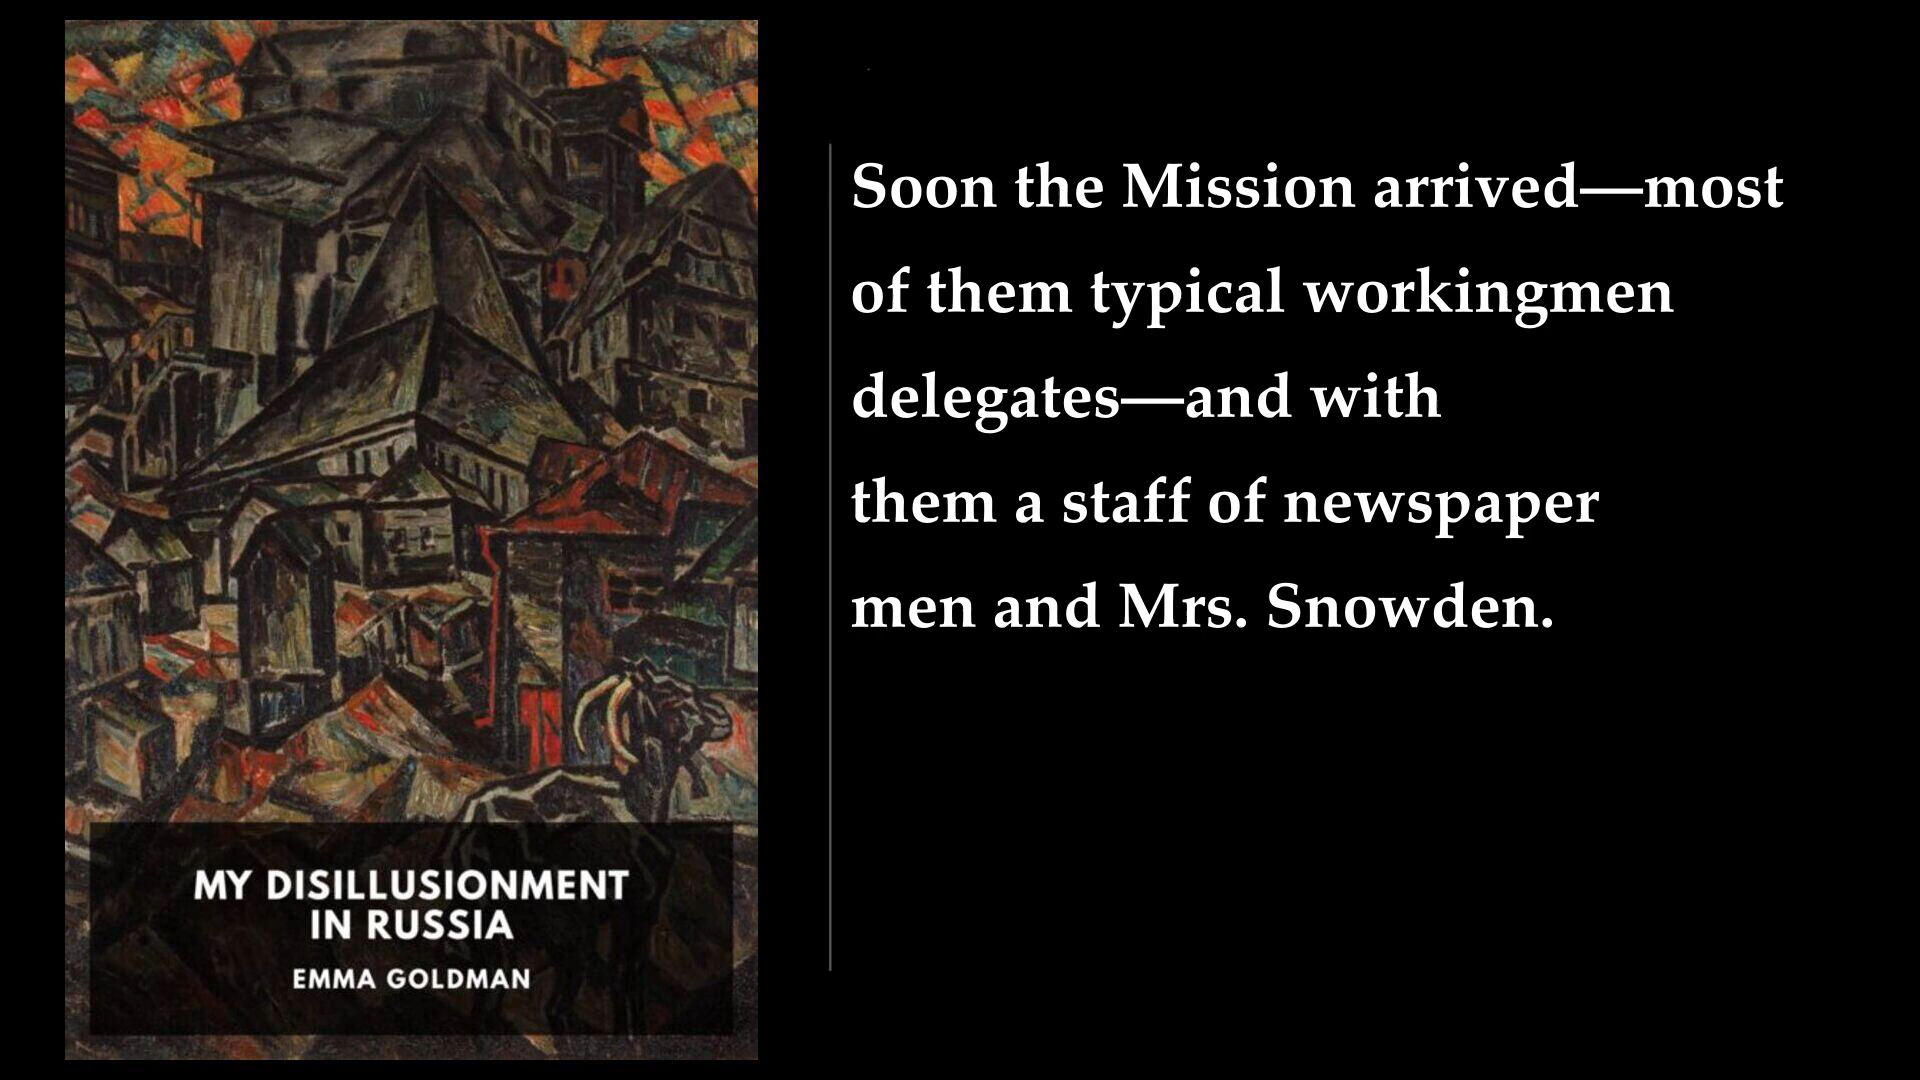 Soon the Mission arrived—most
of them typical workingmen
delegates—and with
them a staff of newspaper
men and Mrs. Snowden.
MY DISILLUSIONMENT
IN RUSSIA
EMMA GOLDMAN